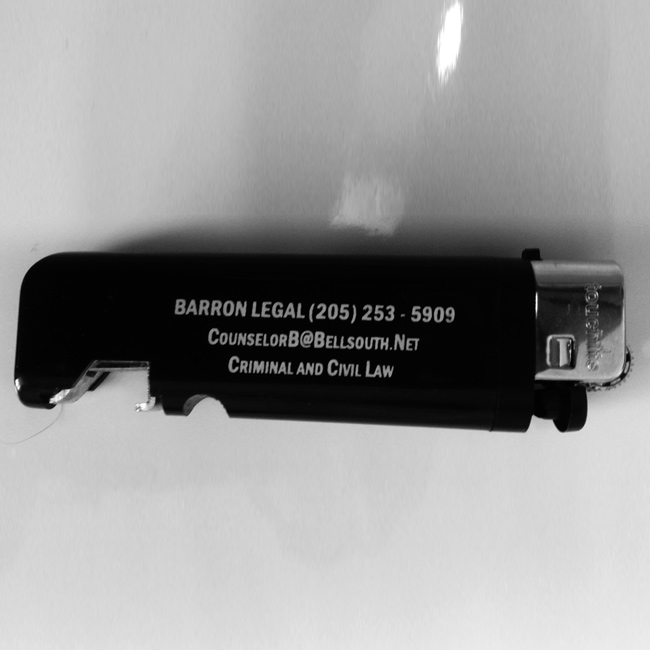 BARRON LEGAL (205) 253 - 5909
COUNSELORB@BELLSOUTH.NET
CRIMINAL AND CIVIL LAW